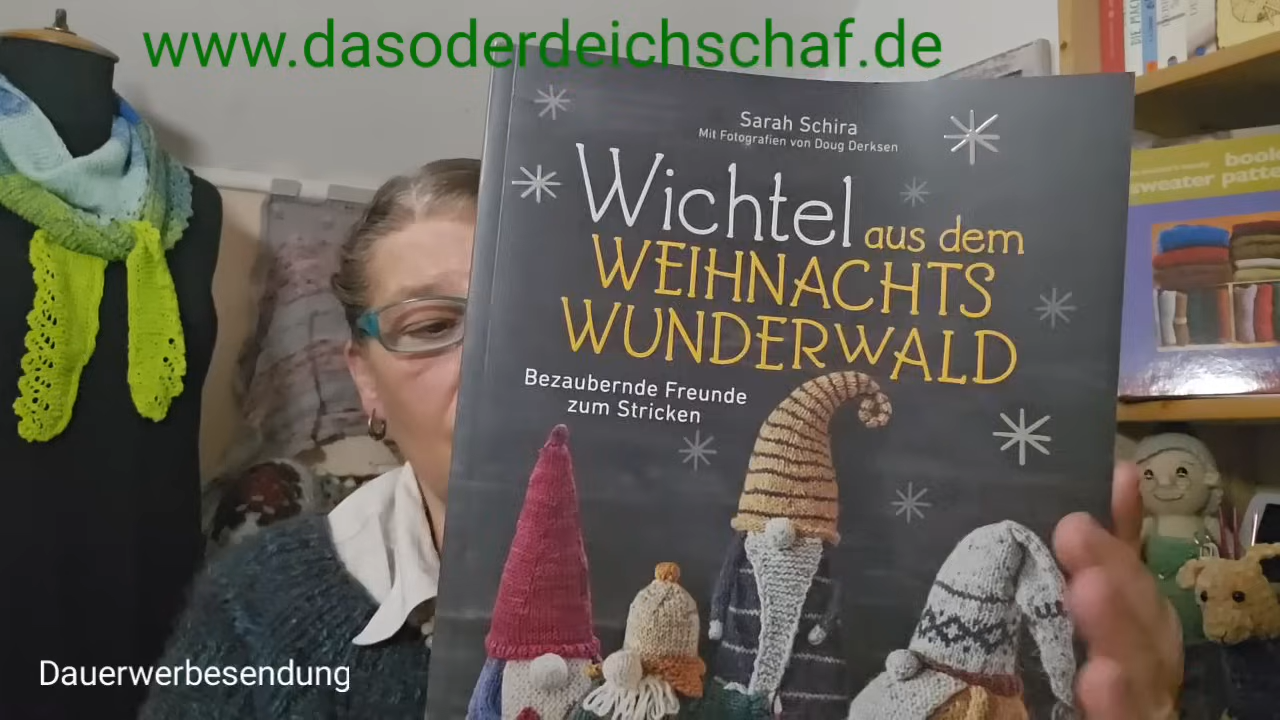 www.dasoderdeichschaf.de
Sarah Schira
Mit Fotografien von Doug Derksen
Wichtel aus dem
WEIHNACHTS
WUNDERWALD
Bezaubernde Freunde
zum Stricken
Dauerwerbesendung